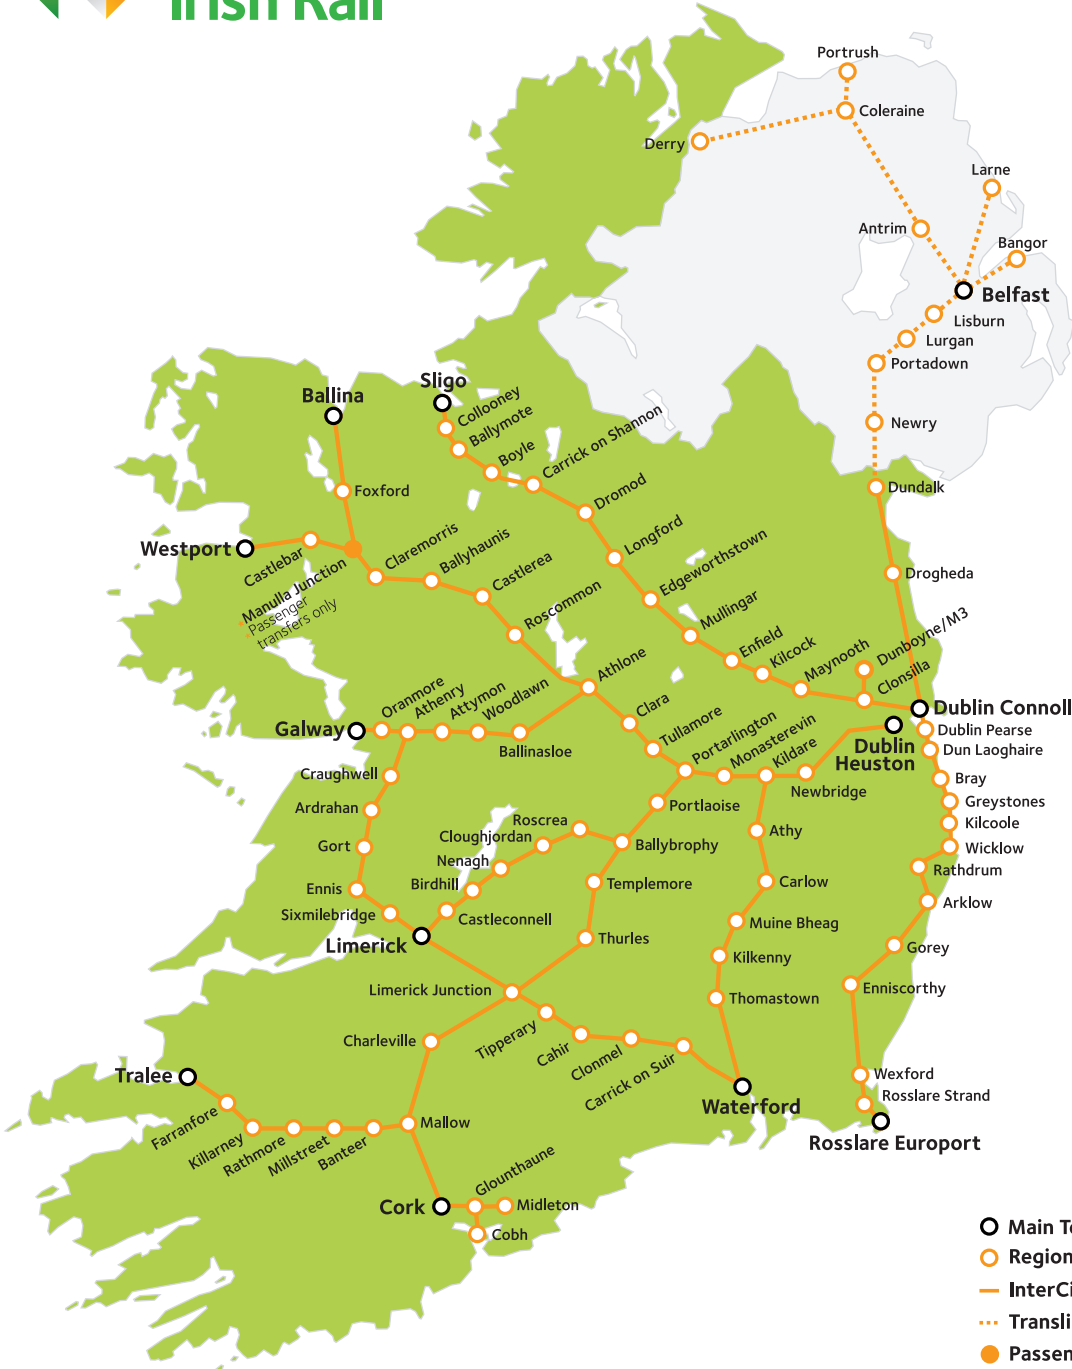 Irish Rail
Portrush
Coleraine
Derry
Larne
Antrim
Bangor
Belfast
Lisburn
Lurgan
Portadown
Newry
Dundalk
Sligo
Ballina
Collooney
Ballymote
Boyle
Carrick on Shannon
Foxford
Dromod
Longford
Westport
Castlebar
Manulla Junction
Passenger
transfers only
Claremorris
Ballyhaunis
Castlerea
Roscommon
Edgeworthstown
Mullingar
Drogheda
Enfield
Kilcock
Maynooth
Dunboyne/M3
Clonsilla
Athlone
Dublin Connoll
Dublin Pearse
Dublin
Heuston
Dun Laoghaire
Galway
Oranmore
Athenry
Attymon
Woodlawn
Ballinasloe
Clara
Tullamore
Portarlington
Monasterevin
Kildare
Newbridge
Bray
Greystones
Kilcoole
Wicklow
Rathdrum
Arklow
Gorey
Enniscorthy
Craughwell
Ardrahan
Gort
Ennis
Sixmilebridge
Limerick
Roscrea
Cloughjordan
Nenagh
Birdhill
Castleconnell
Portlaoise
Ballybrophy
Templemore
Thurles
Athy
Carlow
Muine Bheag
Kilkenny
Thomastown
Limerick Junction
Charleville
Tipperary
Cahir
Clonmel
Carrick on Suir
Waterford
Wexford
Rosslare Strand
Rosslare Europort
Tralee
Farranfore
Killarney
Rathmore
Millstreet
Banteer
Mallow
Cork
Glounthaune
Midleton
Cobh
Main Te
Region
InterCi
Transli
Passen